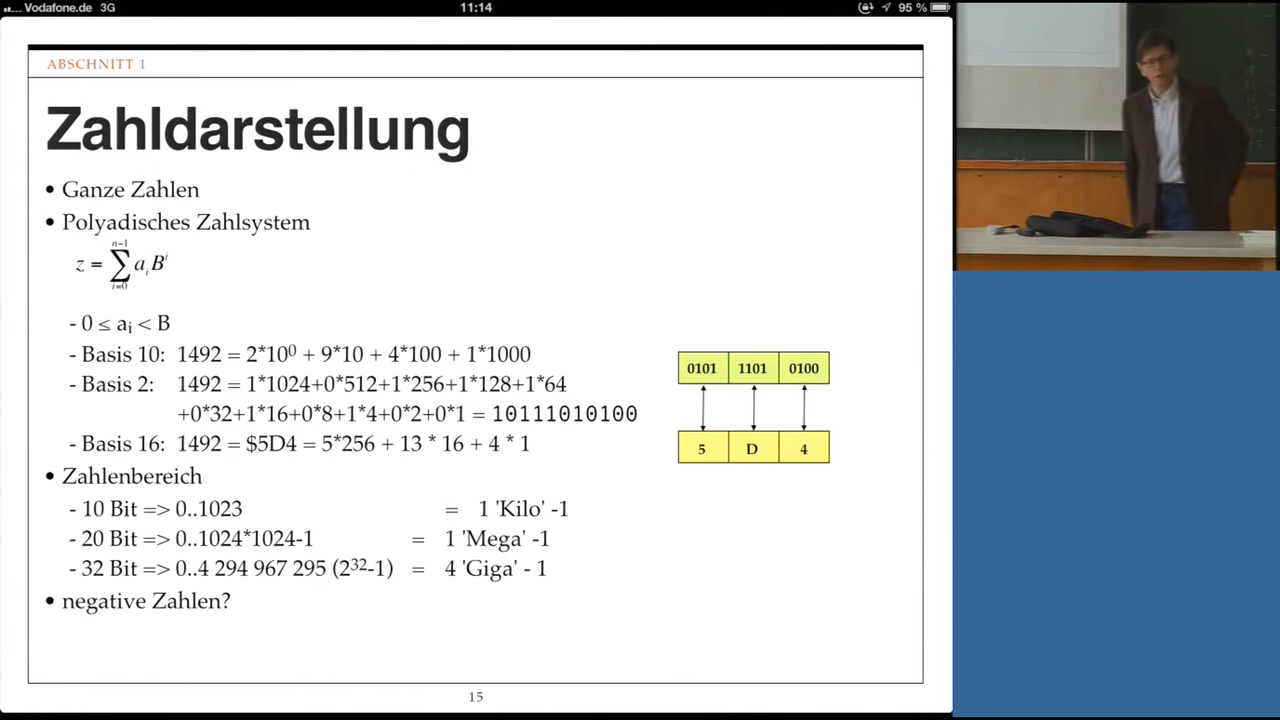 Vodafone.de 3G 11:14 95 %
ABSCHNITT 1
Zahldarstellung
• Ganze Zahlen
• Polyadisches Zahlsystem
z = ∑_{i=0}^{n-1} a_i B^i
- 0 ≤ a_i < B
- Basis 10: 1492 = 2*10⁰ + 9*10 + 4*100 + 1*1000
- Basis 2: 1492 = 1*1024+0*512+1*256+1*128+1*64
+0*32+1*16+0*8+1*4+0*2+0*1 = 10111010100
- Basis 16: 1492 = $5D4 = 5*256 + 13 * 16 + 4 * 1
0101 1101 0100
5 D 4
• Zahlenbereich
- 10 Bit => 0..1023 = 1 'Kilo' -1
- 20 Bit => 0..1024*1024-1 = 1 'Mega' -1
- 32 Bit => 0..4 294 967 295 (2³²-1) = 4 'Giga' - 1
• negative Zahlen?
15